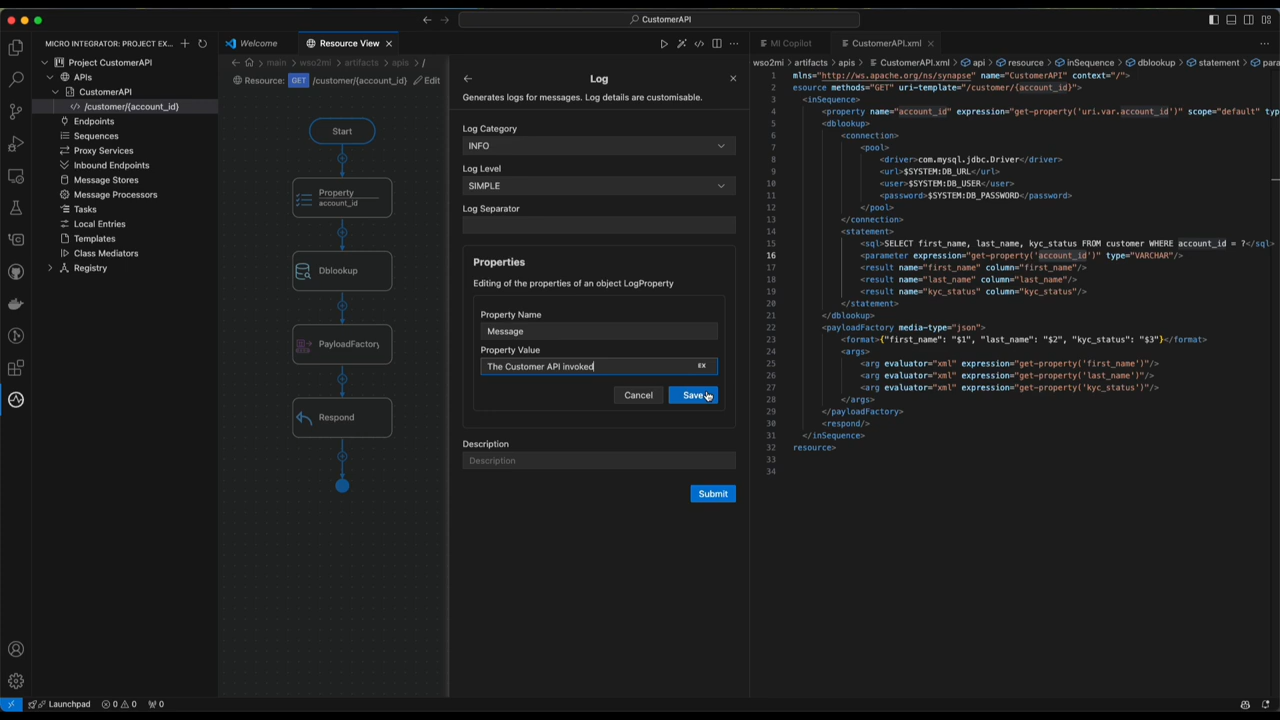 CustomerAPI
MICRO INTEGRATOR: PROJECT EX...
Project CustomerAPI
APIs
CustomerAPI
/customer/{account_id}
Endpoints
Sequences
Proxy Services
Inbound Endpoints
Message Stores
Message Processors
Tasks
Local Entries
Templates
Class Mediators
Registry
Welcome
Resource View
main > wso2mi > artifacts > apis > /
Resource: GET /customer/{account_id} Edit
Start
Property
account_id
Dblookup
PayloadFactory
Respond
Log
Generates logs for messages. Log details are customisable.
Log Category
INFO
Log Level
SIMPLE
Log Separator
Properties
Editing of the properties of an object LogProperty
Property Name
Message
Property Value
The Customer API invoked
EX
Cancel
Save
Description
Description
Submit
MI Copilot
CustomerAPI.xml
wso2mi > artifacts > apis > CustomerAPI.xml > api > resource > inSequence > dblookup > statement > para
1 mlns="http://ws.apache.org/ns/synapse" name="CustomerAPI" context="/">
2 esource methods="GET" uri-template="/customer/{account_id}">
3 <inSequence>
4 <property name="account_id" expression="get-property('uri.var.account_id')" scope="default" typ
5 <dblookup>
6 <connection>
7 <pool>
8 <driver>com.mysql.jdbc.Driver</driver>
9 <url>$SYSTEM:DB_URL</url>
10 <user>$SYSTEM:DB_USER</user>
11 <password>$SYSTEM:DB_PASSWORD</password>
12 </pool>
13 </connection>
14 <statement>
15 <sql>SELECT first_name, last_name, kyc_status FROM customer WHERE account_id = ?</sql>
16 <parameter expression="get-property('account_id')" type="VARCHAR"/>
17 <result name="first_name" column="first_name"/>
18 <result name="last_name" column="last_name"/>
19 <result name="kyc_status" column="kyc_status"/>
20 </statement>
21 </dblookup>
22 <payloadFactory media-type="json">
23 <format>{"first_name": "$1", "last_name": "$2", "kyc_status": "$3"}</format>
24 <args>
25 <arg evaluator="xml" expression="get-property('first_name')"/>
26 <arg evaluator="xml" expression="get-property('last_name')"/>
27 <arg evaluator="xml" expression="get-property('kyc_status')"/>
28 </args>
29 </payloadFactory>
30 <respond/>
31 </inSequence>
32 resource>
33
34
Launchpad 0 0 0